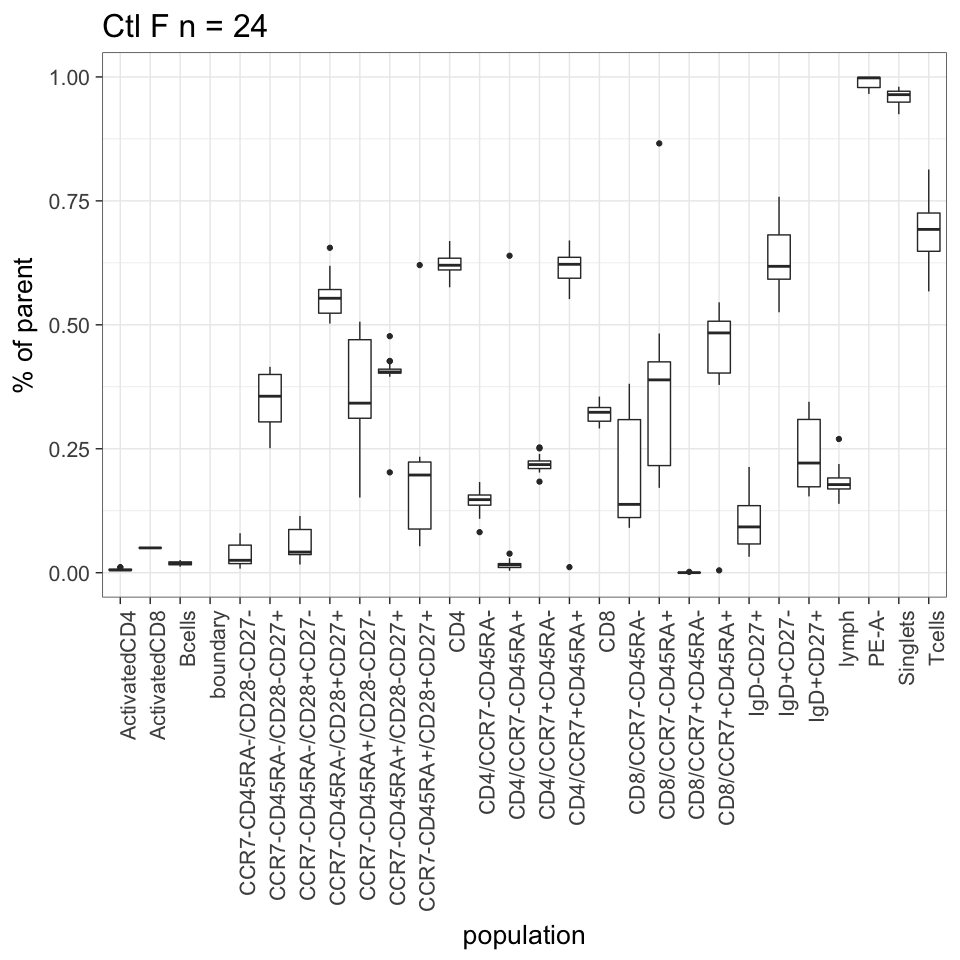 Ctl F n = 24
% of parent
1.00
0.75
0.50
0.25
0.00
ActivatedCD4
ActivatedCD8
Bcells
boundary
CCR7-CD45RA-/CD28-CD27-
CCR7-CD45RA-/CD28-CD27+
CCR7-CD45RA-/CD28+CD27-
CCR7-CD45RA-/CD28+CD27+
CCR7-CD45RA+/CD28-CD27-
CCR7-CD45RA+/CD28-CD27+
CCR7-CD45RA+/CD28+CD27+
CD4
CD4/CCR7-CD45RA-
CD4/CCR7-CD45RA+
CD4/CCR7+CD45RA-
CD4/CCR7+CD45RA+
CD8
CD8/CCR7-CD45RA-
CD8/CCR7-CD45RA+
CD8/CCR7+CD45RA-
CD8/CCR7+CD45RA+
IgD-CD27+
IgD+CD27-
IgD+CD27+
lymph
PE-A-
Singlets
Tcells
population